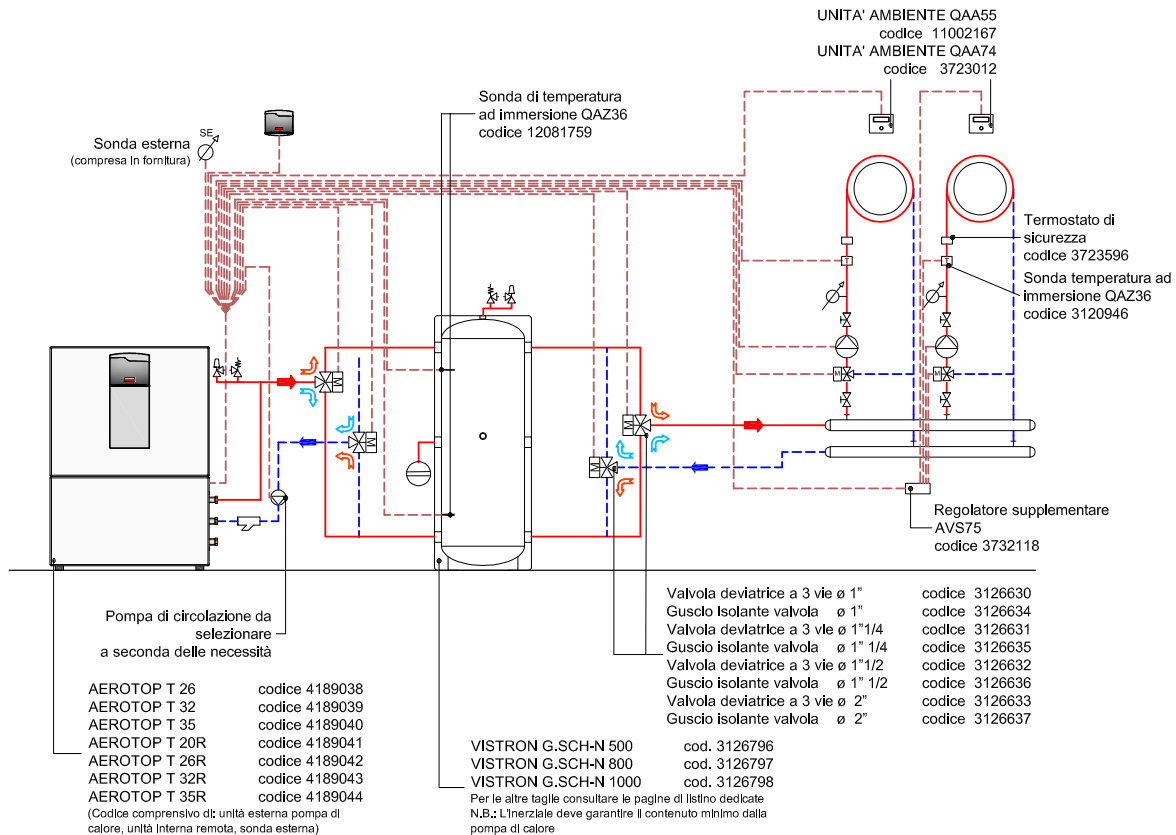 UNITA' AMBIENTE QAA55
codice 11002167
UNITA' AMBIENTE QAA74
codice 3723012
Sonda di temperatura
ad immersione QAZ36
codice 12081759
Sonda esterna
(compresa in fornitura)
SE
Termostato di
sicurezza
codice 3723596
Sonda temperatura ad
immersione QAZ36
codice 3120946
T
T
M
M
M
M
M
M
Regolatore supplementare
AVS75
codice 3732118
Pompa di circolazione da
selezionare
a seconda delle necessità
Valvola deviatrice a 3 vie ø 1" codice 3126630
Guscio isolante valvola ø 1" codice 3126634
Valvola deviatrice a 3 vie ø 1"1/4 codice 3126631
Guscio isolante valvola ø 1" 1/4 codice 3126635
Valvola deviatrice a 3 vie ø 1"1/2 codice 3126632
Guscio isolante valvola ø 1" 1/2 codice 3126636
Valvola deviatrice a 3 vie ø 2" codice 3126633
Guscio isolante valvola ø 2" codice 3126637
AEROTOP T 26 codice 4189038
AEROTOP T 32 codice 4189039
AEROTOP T 35 codice 4189040
AEROTOP T 20R codice 4189041
AEROTOP T 26R codice 4189042
AEROTOP T 32R codice 4189043
AEROTOP T 35R codice 4189044
(Codice comprensivo di: unità esterna pompa di
calore, unità interna remota, sonda esterna)
VISTRON G.SCH-N 500 cod. 3126796
VISTRON G.SCH-N 800 cod. 3126797
VISTRON G.SCH-N 1000 cod. 3126798
Per le altre taglie consultare le pagine di listino dedicate
N.B.: L'inerziale deve garantire il contenuto minimo dalla
pompa di calore